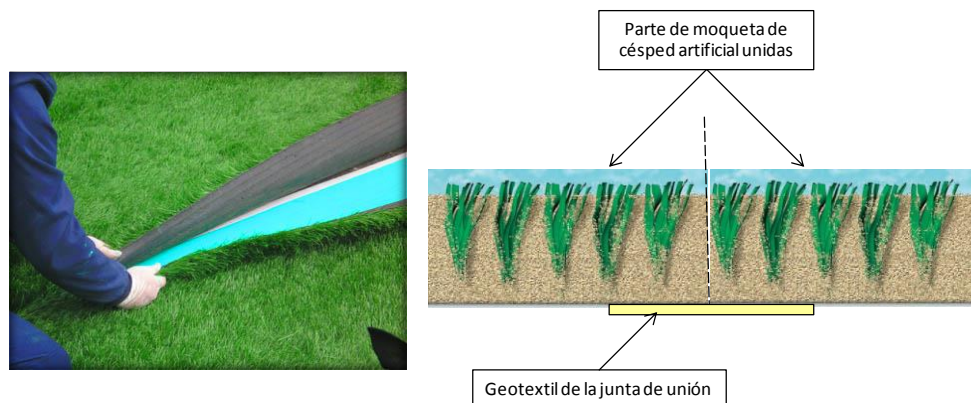 Parte de moqueta de
césped artificial unidas
Geotextil de la junta de unión